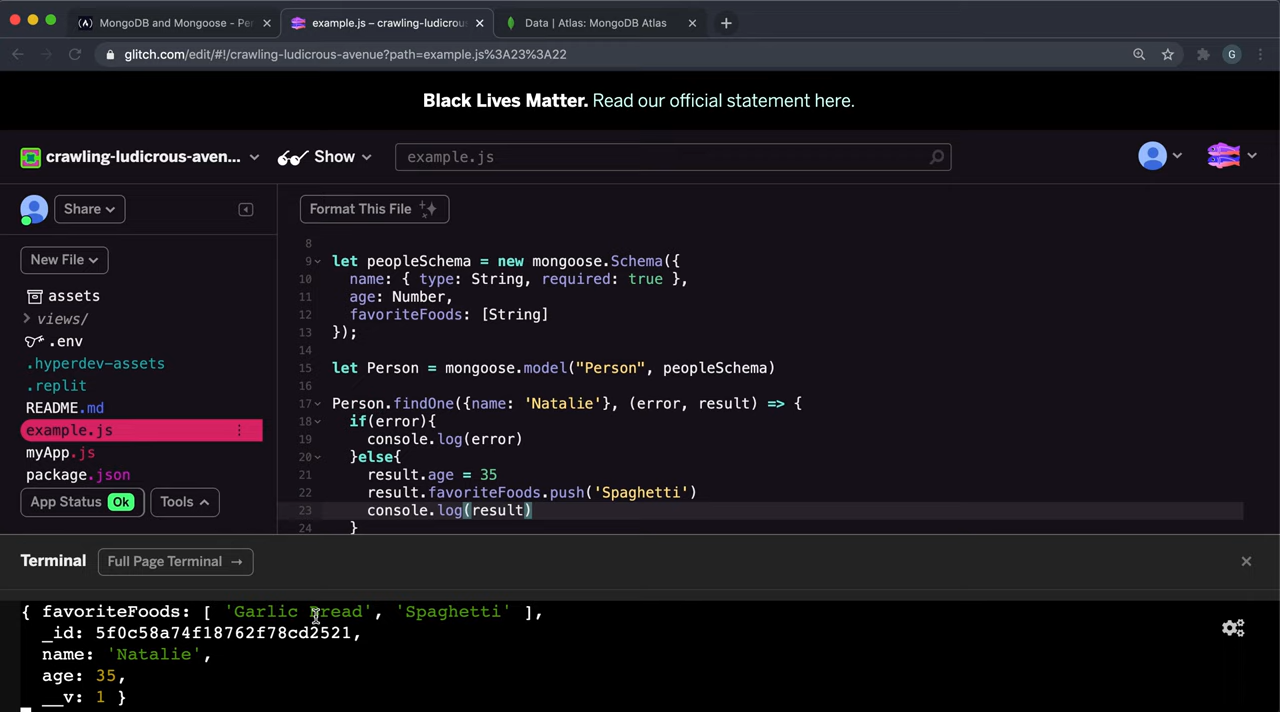 MongoDB and Mongoose - Per
example.js – crawling-ludicrous
Data | Atlas: MongoDB Atlas
glitch.com/edit/#!/crawling-ludicrous-avenue?path=example.js%3A23%3A22
G
Black Lives Matter. Read our official statement here.
crawling-ludicrous-aven...
Show
example.js
Share
Format This File
New File
assets
views/
.env
.hyperdev-assets
.replit
README.md
example.js
myApp.js
package.json
App Status Ok
Tools
8
9 let peopleSchema = new mongoose.Schema({
10 name: { type: String, required: true },
11 age: Number,
12 favoriteFoods: [String]
13 });
14
15 let Person = mongoose.model("Person", peopleSchema)
16
17 Person.findOne({name: 'Natalie'}, (error, result) => {
18 if(error){
19 console.log(error)
20 }else{
21 result.age = 35
22 result.favoriteFoods.push('Spaghetti')
23 console.log(result)
24 }
Terminal
Full Page Terminal →
{ favoriteFoods: [ 'Garlic Bread', 'Spaghetti' ],
_id: 5f0c58a74f18762f78cd2521,
name: 'Natalie',
age: 35,
__v: 1 }